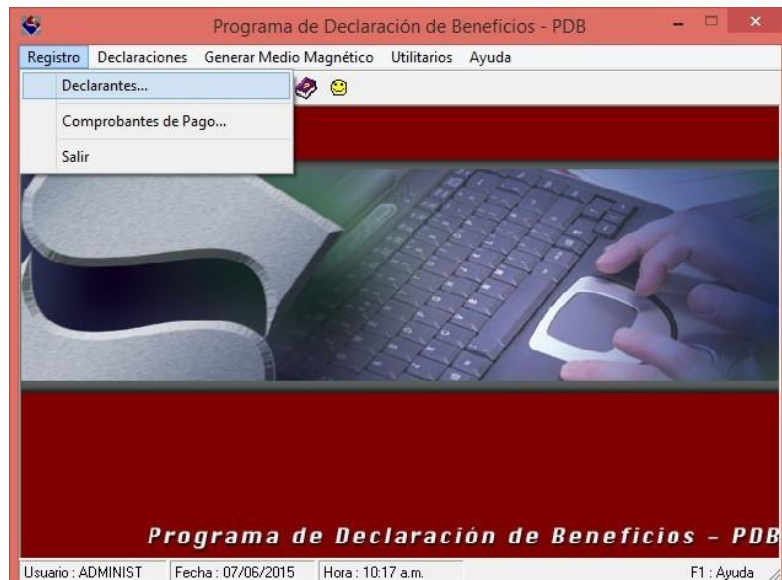 Programa de Declaración de Beneficios - PDB
Registro Declaraciones Generar Medio Magnético Utilitarios Ayuda
Declarantes...
Comprobantes de Pago...
Salir
Programa de Declaración de Beneficios - PDB
Usuario : ADMINIST Fecha : 07/06/2015 Hora : 10:17 a.m. F1 : Ayuda